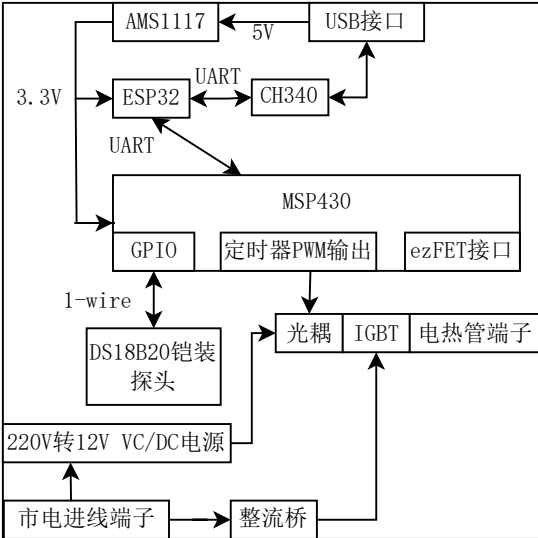 AMS1117
5V
USB接口
UART
3.3V
ESP32
CH340
UART
MSP430
GPIO
定时器PWM输出
ezFET接口
1-wire
DS18B20铠装
探头
光耦
IGBT
电热管端子
220V转12V VC/DC电源
市电进线端子
整流桥